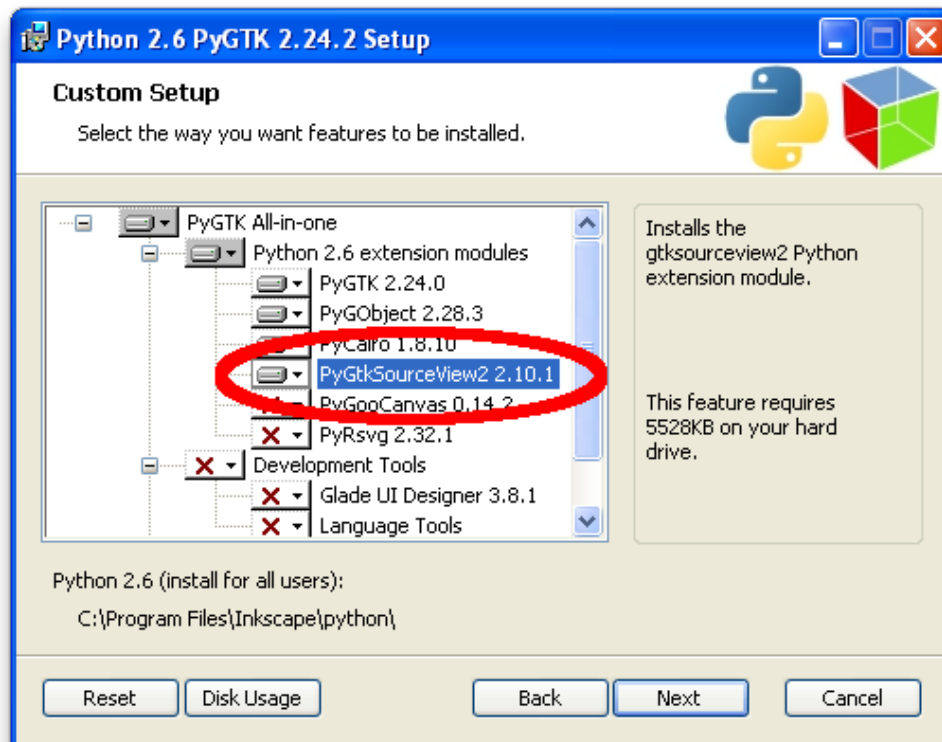 Python 2.6 PyGTK 2.24.2 Setup
Custom Setup
Select the way you want features to be installed.
PyGTK All-in-one
Python 2.6 extension modules
PyGTK 2.24.0
PyGObject 2.28.3
PyCairo 1.8.10
PyGtkSourceView2 2.10.1
PyGooCanvas 0.14.2
PyRsvg 2.32.1
Development Tools
Glade UI Designer 3.8.1
Language Tools
Installs the
gtksourceview2 Python
extension module.
This feature requires
5528KB on your hard
drive.
Python 2.6 (install for all users):
C:\Program Files\Inkscape\python\
Reset
Disk Usage
Back
Next
Cancel